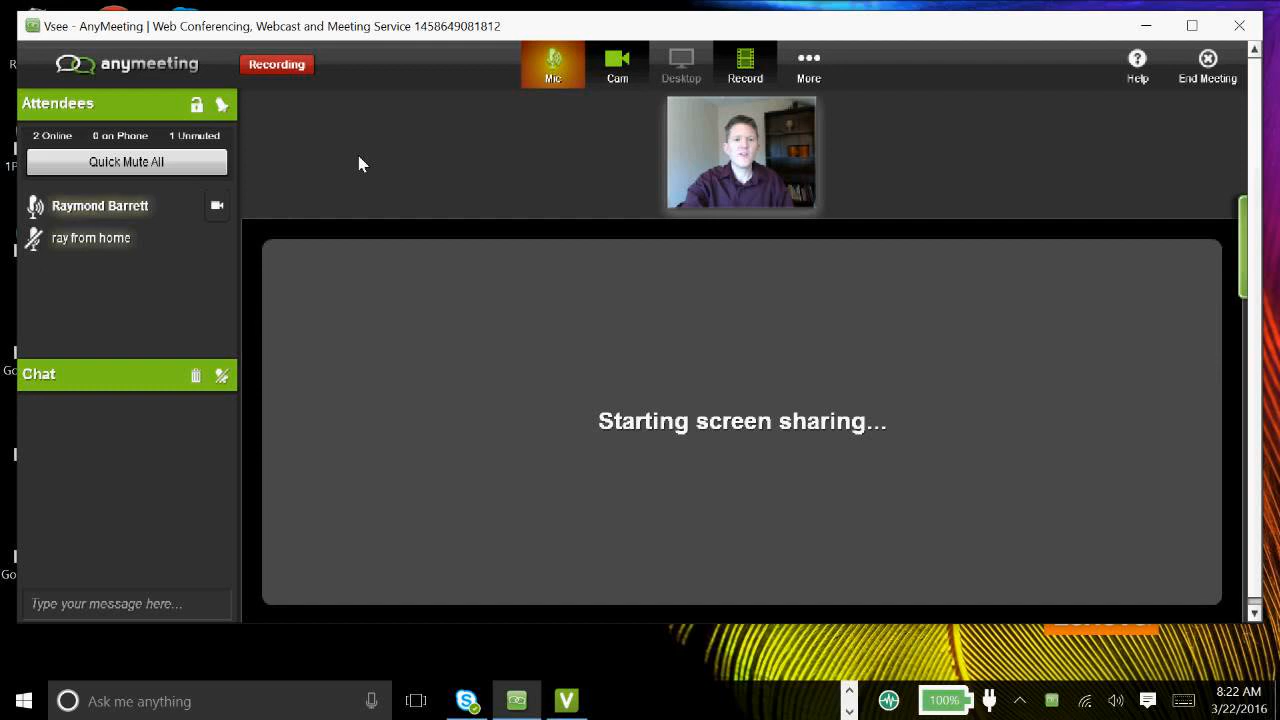 Vsee - AnyMeeting | Web Conferencing, Webcast and Meeting Service 1458649081812
anymeeting
Recording
Mic
Cam
Desktop
Record
More
Help
End Meeting
Attendees
2 Online 0 on Phone 1 Unmuted
Quick Mute All
Raymond Barrett
ray from home
Starting screen sharing...
Chat
Type your message here...
Ask me anything
100%
8:22 AM
3/22/2016